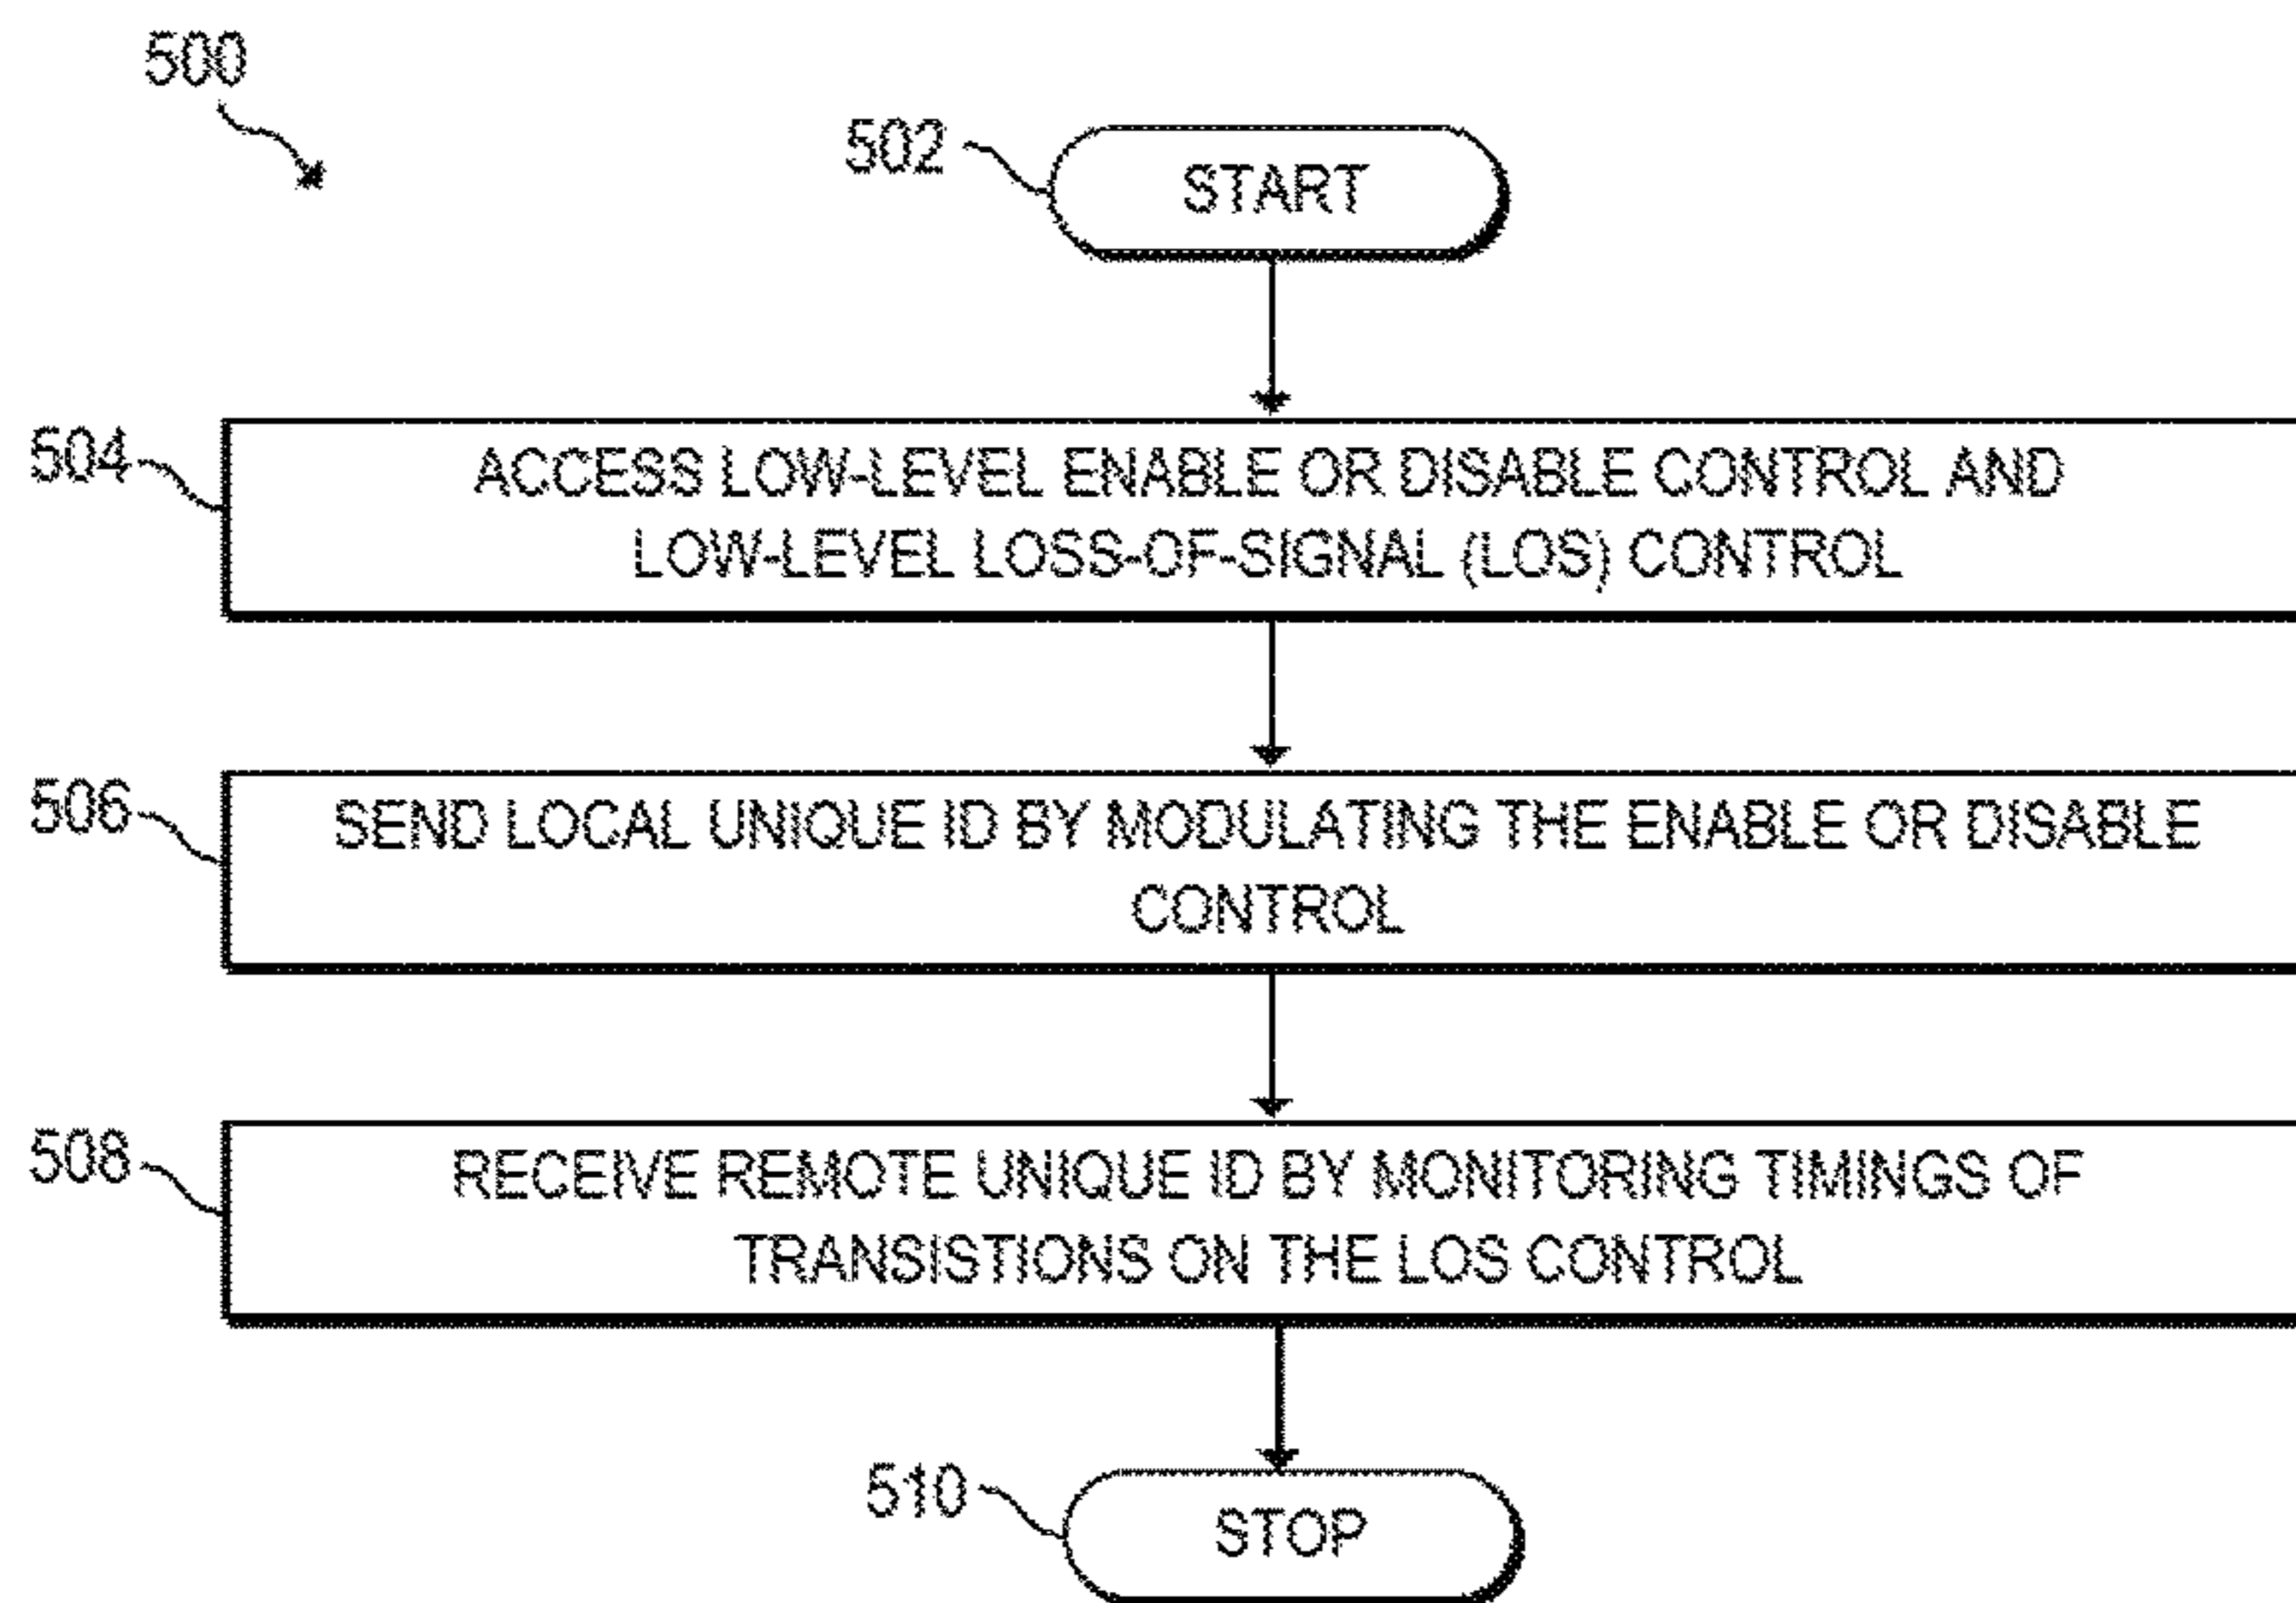 500
502
START
504
ACCESS LOW-LEVEL ENABLE OR DISABLE CONTROL AND
LOW-LEVEL LOSS-OF-SIGNAL (LOS) CONTROL
506
SEND LOCAL UNIQUE ID BY MODULATING THE ENABLE OR DISABLE
CONTROL
508
RECEIVE REMOTE UNIQUE ID BY MONITORING TIMINGS OF
TRANSISTIONS ON THE LOS CONTROL
510
STOP